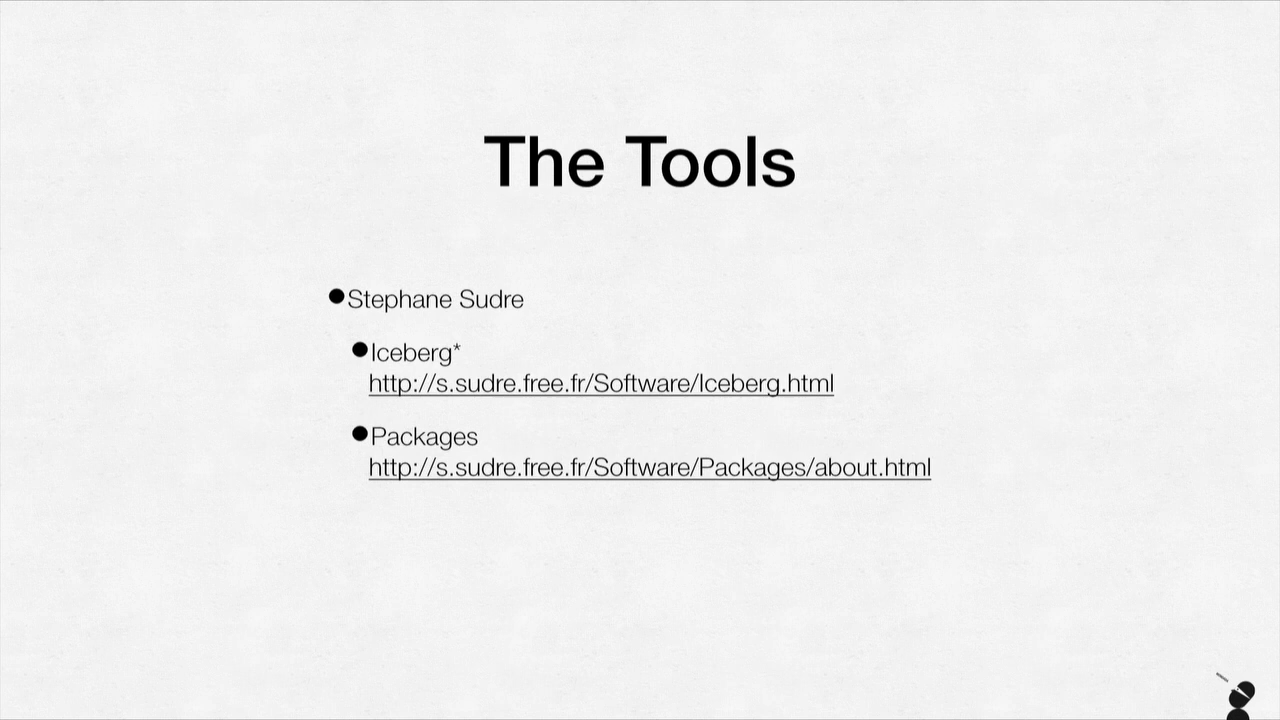 The Tools
●Stephane Sudre
●Iceberg*
http://s.sudre.free.fr/Software/Iceberg.html
●Packages
http://s.sudre.free.fr/Software/Packages/about.html